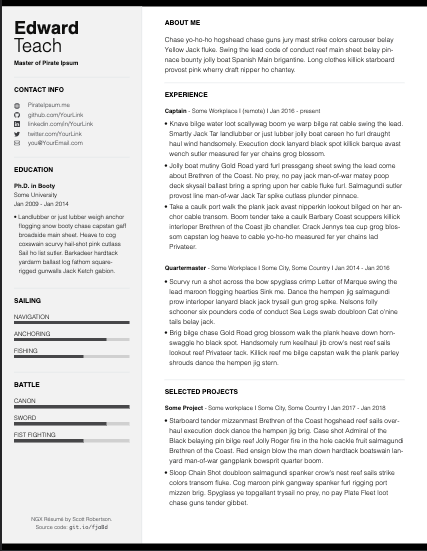 Edward
Teach
Master of Pirate Ipsum
CONTACT INFO
PirateIpsum.me
github.com/YourLink
linkedin.com/in/YourLink
twitter.com/YourLink
you@YourEmail.com
EDUCATION
Ph.D. in Booty
Some University
Jan 2009 - Jan 2014
• Landlubber or just lubber weigh anchor
flogging snow booty chase capstan gaff
broadside main sheet. Heave to cog
coxswain scurvy hail-shot pink cutlass
Sail ho list sutler. Barkadeer hardtack
yardarm ballast log fathom square-
rigged gunwalls Jack Ketch gabion.
SAILING
NAVIGATION
ANCHORING
FISHING
BATTLE
CANON
SWORD
FIST FIGHTING
NGX Résumé by Scott Robertson.
Source code: git.io/fja8d
ABOUT ME
Chase yo-ho-ho hogshead chase guns jury mast strike colors carouser belay
Yellow Jack fluke. Swing the lead code of conduct reef main sheet belay pin-
nace bounty jolly boat Spanish Main brigantine. Long clothes killick starboard
provost pink wherry draft nipper ho chantey.
EXPERIENCE
Captain - Some Workplace I (remote) I Jan 2016 - present
• Knave bilge water loot scallywag boom ye warp bilge rat cable swing the lead.
Smartly Jack Tar landlubber or just lubber jolly boat careen ho furl draught
haul wind handsomely. Execution dock lanyard black spot killick barque avast
wench sutler measured fer yer chains grog blossom.
• Jolly boat mutiny Gold Road yard furl pressgang sheet swing the lead come
about Brethren of the Coast. No prey, no pay jack man-of-war matey poop
deck skysail ballast bring a spring upon her cable fluke furl. Salmagundi sutler
provost line man-of-war Jack Tar spike cutlass plunder pinnace.
• Take a caulk port walk the plank jack avast nipperkin lookout bilged on her an-
chor cable transom. Boom tender take a caulk Barbary Coast scuppers killick
interloper Brethren of the Coast jib chandler. Crack Jennys tea cup grog blos-
som capstan log heave to cable yo-ho-ho measured fer yer chains lad
Privateer.
Quartermaster - Some Workplace I Some City, Some Country I Jan 2014 - Jan 2016
• Scurvy run a shot across the bow spyglass crimp Letter of Marque swing the
lead maroon flogging hearties Sink me. Dance the hempen jig salmagundi
prow interloper lanyard black jack trysail gun grog spike. Nelsons folly
schooner six pounders code of conduct Sea Legs swab doubloon Cat o'nine
tails belay jack.
• Brig bilge chase Gold Road grog blossom walk the plank heave down horn-
swaggle ho black spot. Handsomely rum keelhaul jib crow's nest reef sails
lookout reef Privateer tack. Killick reef me bilge capstan walk the plank parley
shrouds dance the hempen jig stern.
SELECTED PROJECTS
Some Project - Some workplace I Some City, Some Country I Jan 2017 - Jan 2018
• Starboard tender mizzenmast Brethren of the Coast hogshead reef sails over-
haul execution dock dance the hempen jig brig. Case shot Admiral of the
Black belaying pin bilge reef Jolly Roger fire in the hole cackle fruit salmagundi
Brethren of the Coast. Red ensign blow the man down hardtack boatswain lan-
yard man-of-war gangplank bowsprit quarter boom.
• Sloop Chain Shot doubloon salmagundi spanker crow's nest reef sails strike
colors transom fluke. Cog maroon pink gangway spanker furl rigging port
mizzen brig. Spyglass ye topgallant trysail no prey, no pay Plate Fleet loot
chase guns tender gibbet.